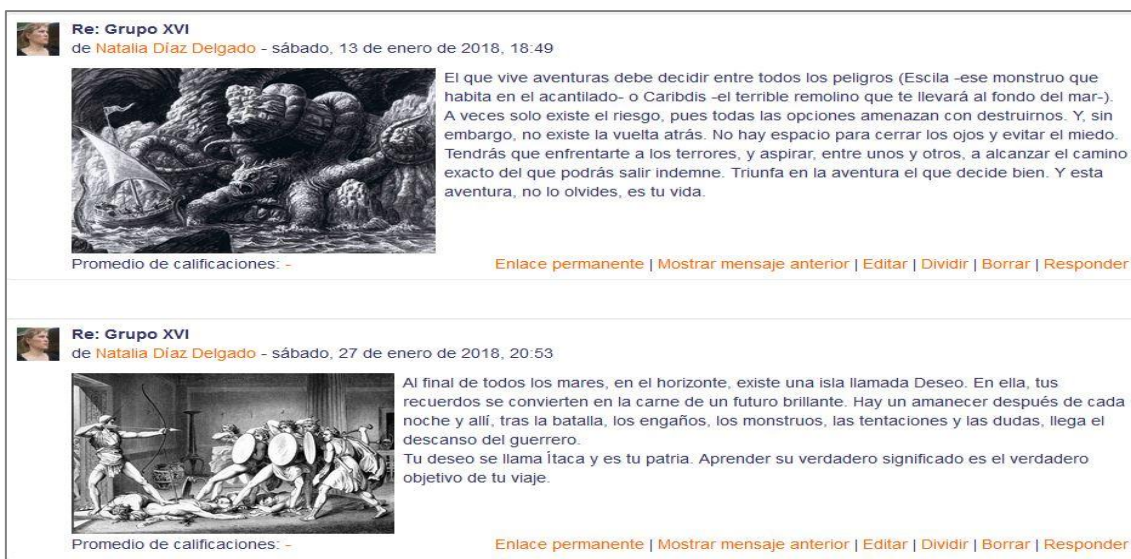 Re: Grupo XVI
de Natalia Díaz Delgado - sábado, 13 de enero de 2018, 18:49
El que vive aventuras debe decidir entre todos los peligros (Escila -ese monstruo que
habita en el acantilado- o Caribdis -el terrible remolino que te llevará al fondo del mar-).
A veces solo existe el riesgo, pues todas las opciones amenazan con destruirnos. Y, sin
embargo, no existe la vuelta atrás. No hay espacio para cerrar los ojos y evitar el miedo.
Tendrás que enfrentarte a los terrores, y aspirar, entre unos y otros, a alcanzar el camino
exacto del que podrás salir indemne. Triunfa en la aventura el que decide bien. Y esta
aventura, no lo olvides, es tu vida.
Promedio de calificaciones: -
Enlace permanente | Mostrar mensaje anterior | Editar | Dividir | Borrar | Responder
Re: Grupo XVI
de Natalia Díaz Delgado - sábado, 27 de enero de 2018, 20:53
Al final de todos los mares, en el horizonte, existe una isla llamada Deseo. En ella, tus
recuerdos se convierten en la carne de un futuro brillante. Hay un amanecer después de cada
noche y allí, tras la batalla, los engaños, los monstruos, las tentaciones y las dudas, llega el
descanso del guerrero.
Tu deseo se llama Ítaca y es tu patria. Aprender su verdadero significado es el verdadero
objetivo de tu viaje.
Promedio de calificaciones: -
Enlace permanente | Mostrar mensaje anterior | Editar | Dividir | Borrar | Responder